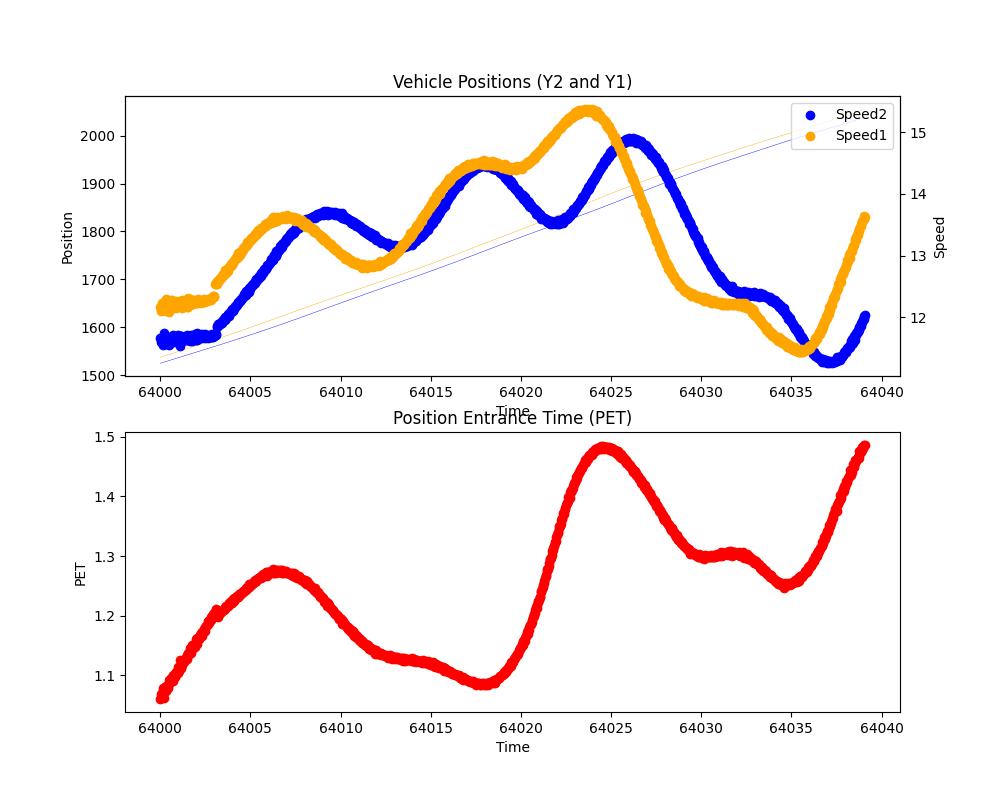 Vehicle Positions (Y2 and Y1)
Speed2
Speed1
2000
1900
1800
1700
1600
1500
Position
15
14
13
12
Speed
64000 64005 64010 64015 64020 64025 64030 64035 64040
Time
Position Entrance Time (PET)
1.5
1.4
1.3
1.2
1.1
PET
64000 64005 64010 64015 64020 64025 64030 64035 64040
Time